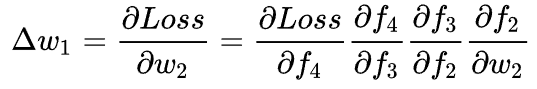 Δw₁ = ∂Loss/∂w₂ = ∂Loss/∂f₄ ∂f₄/∂f₃ ∂f₃/∂f₂ ∂f₂/∂w₂